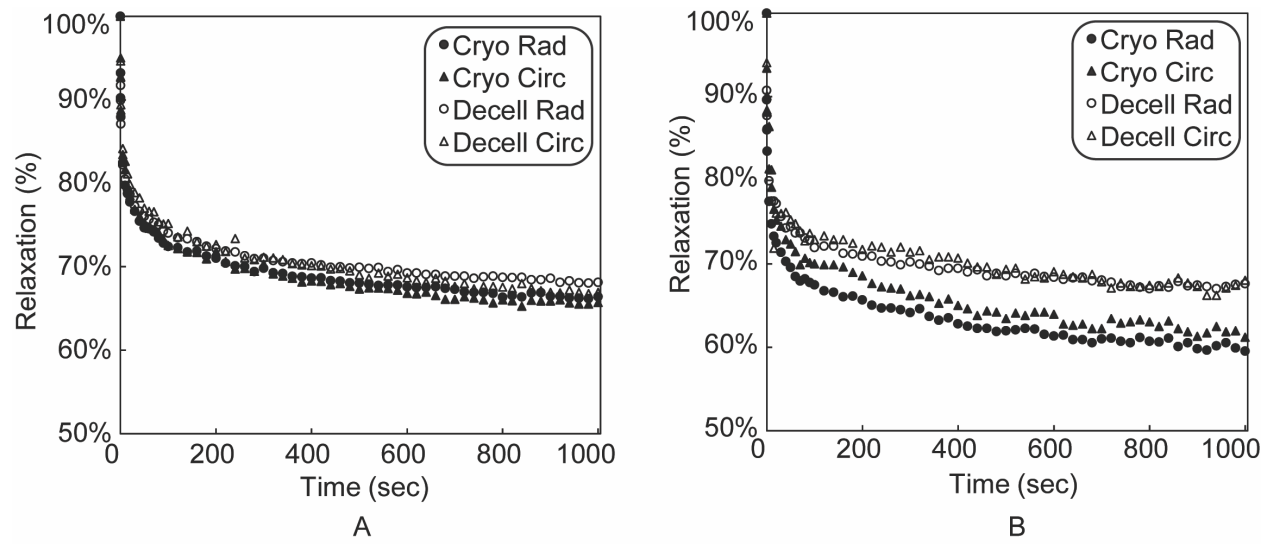 100%
90%
80%
70%
60%
50%
Relaxation (%)
0 200 400 600 800 1000
Time (sec)
Cryo Rad
Cryo Circ
Decell Rad
Decell Circ
A
100%
90%
80%
70%
60%
50%
Relaxation (%)
0 200 400 600 800 1000
Time (sec)
Cryo Rad
Cryo Circ
Decell Rad
Decell Circ
B